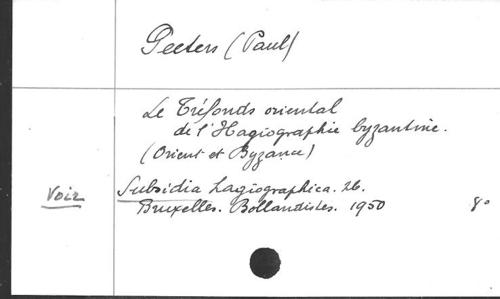 Peeters (Paul)
Le Tréfonds oriental
de l'Hagiographie byzantine.
(Orient et Byzance)
Voir Subsidia hagiographica. 26.
Bruxelles. Bollandistes. 1950 8°